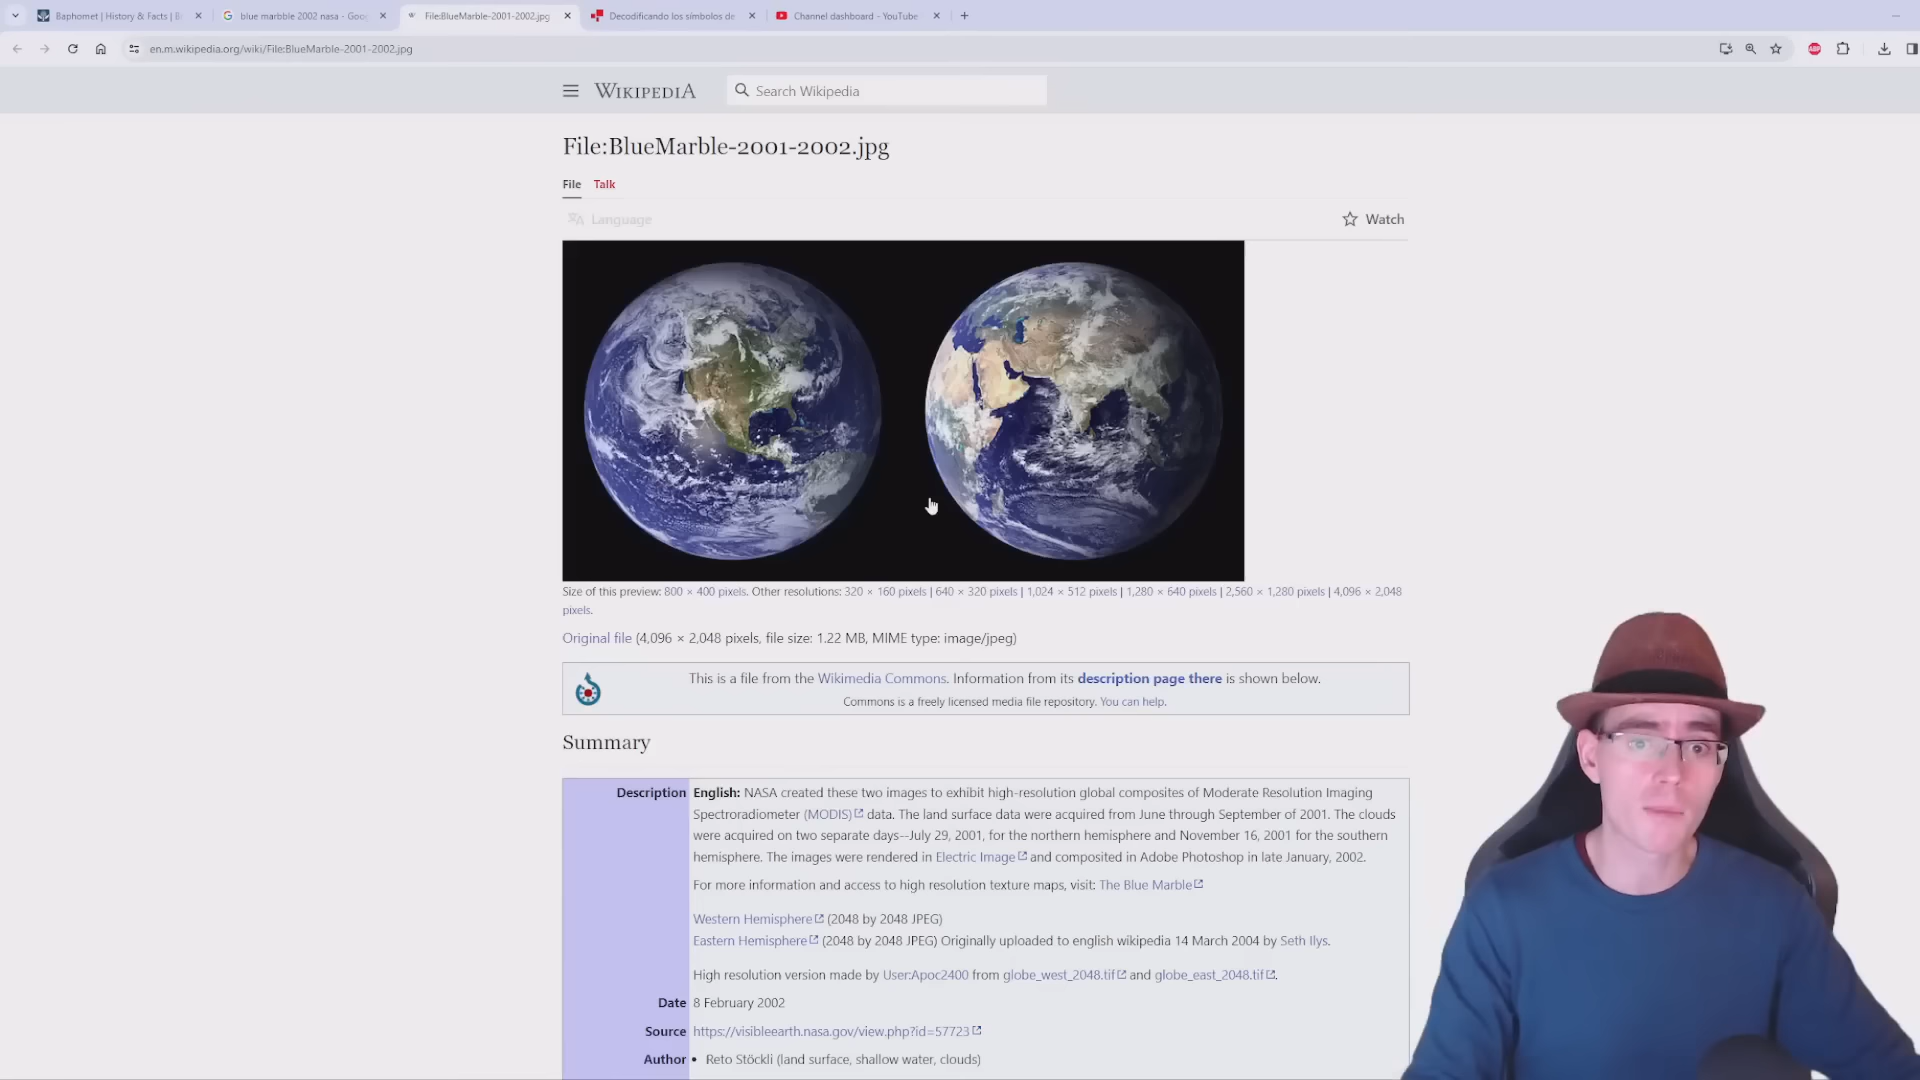 Baphomet | History & Facts | B
blue marbble 2002 nasa - Goo
File:BlueMarble-2001-2002.jpg
Decodificando los símbolos de
Channel dashboard - YouTube
en.m.wikipedia.org/wiki/File:BlueMarble-2001-2002.jpg
ABP
WIKIPEDIA
Search Wikipedia
File:BlueMarble-2001-2002.jpg
File Talk
Language
Watch
Size of this preview: 800 × 400 pixels. Other resolutions: 320 × 160 pixels | 640 × 320 pixels | 1,024 × 512 pixels | 1,280 × 640 pixels | 2,560 × 1,280 pixels | 4,096 × 2,048
pixels.
Original file (4,096 × 2,048 pixels, file size: 1.22 MB, MIME type: image/jpeg)
This is a file from the Wikimedia Commons. Information from its description page there is shown below.
Commons is a freely licensed media file repository. You can help.
Summary
Description English: NASA created these two images to exhibit high-resolution global composites of Moderate Resolution Imaging
Spectroradiometer (MODIS) data. The land surface data were acquired from June through September of 2001. The clouds
were acquired on two separate days--July 29, 2001, for the northern hemisphere and November 16, 2001 for the southern
hemisphere. The images were rendered in Electric Image and composited in Adobe Photoshop in late January, 2002.
For more information and access to high resolution texture maps, visit: The Blue Marble
Western Hemisphere (2048 by 2048 JPEG)
Eastern Hemisphere (2048 by 2048 JPEG) Originally uploaded to english wikipedia 14 March 2004 by Seth Ilys.
High resolution version made by User:Apoc2400 from globe_west_2048.tif and globe_east_2048.tif.
Date 8 February 2002
Source https://visibleearth.nasa.gov/view.php?id=57723
Author • Reto Stöckli (land surface, shallow water, clouds)